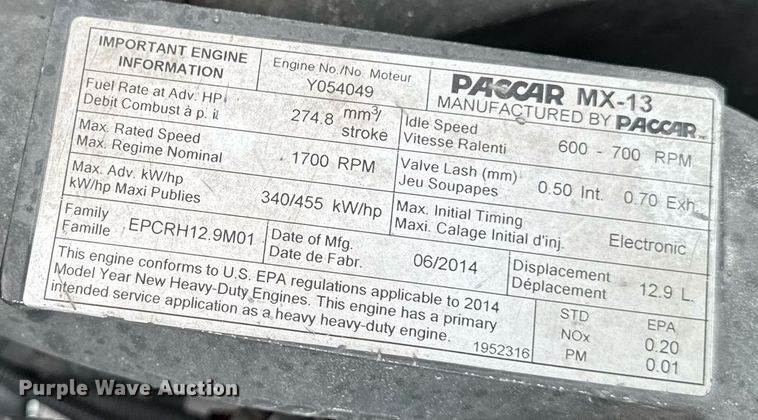 IMPORTANT ENGINE
INFORMATION
Engine No./No. Moteur
Y054049
PACCAR MX-13
MANUFACTURED BY PACCAR
Fuel Rate at Adv. HP
Debit Combust à p. il
274.8 mm³/
stroke
Idle Speed
Vitesse Ralenti
600 - 700 RPM
Max. Rated Speed
Max. Regime Nominal
1700 RPM
Valve Lash (mm)
Jeu Soupapes
0.50 Int. 0.70 Exh.
Max. Adv. kW/hp
kW/hp Maxi Publies
340/455 kW/hp
Max. Initial Timing
Maxi. Calage Initial d'inj.
Electronic
Family
Famille
EPCRH12.9M01
Date of Mfg.
Date de Fabr.
06/2014
Displacement
Déplacement
12.9 L.
This engine conforms to U.S. EPA regulations applicable to 2014
Model Year New Heavy-Duty Engines. This engine has a primary
intended service application as a heavy heavy-duty engine.
1952316
STD EPA
NOx 0.20
PM 0.01
Purple Wave Auction